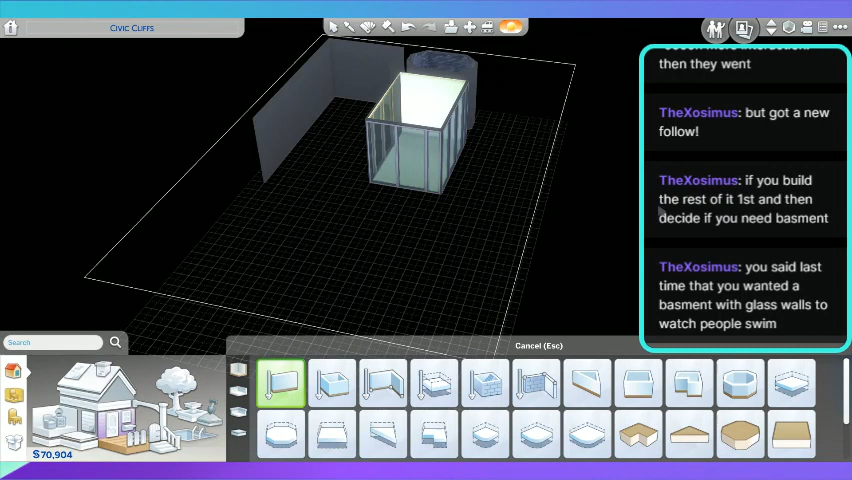 CIVIC CLIFFS
then they went
TheXosimus: but got a new
follow!
TheXosimus: if you build
the rest of it 1st and then
decide if you need basment
TheXosimus: you said last
time that you wanted a
basment with glass walls to
watch people swim
Cancel (Esc)
Search
§70,904